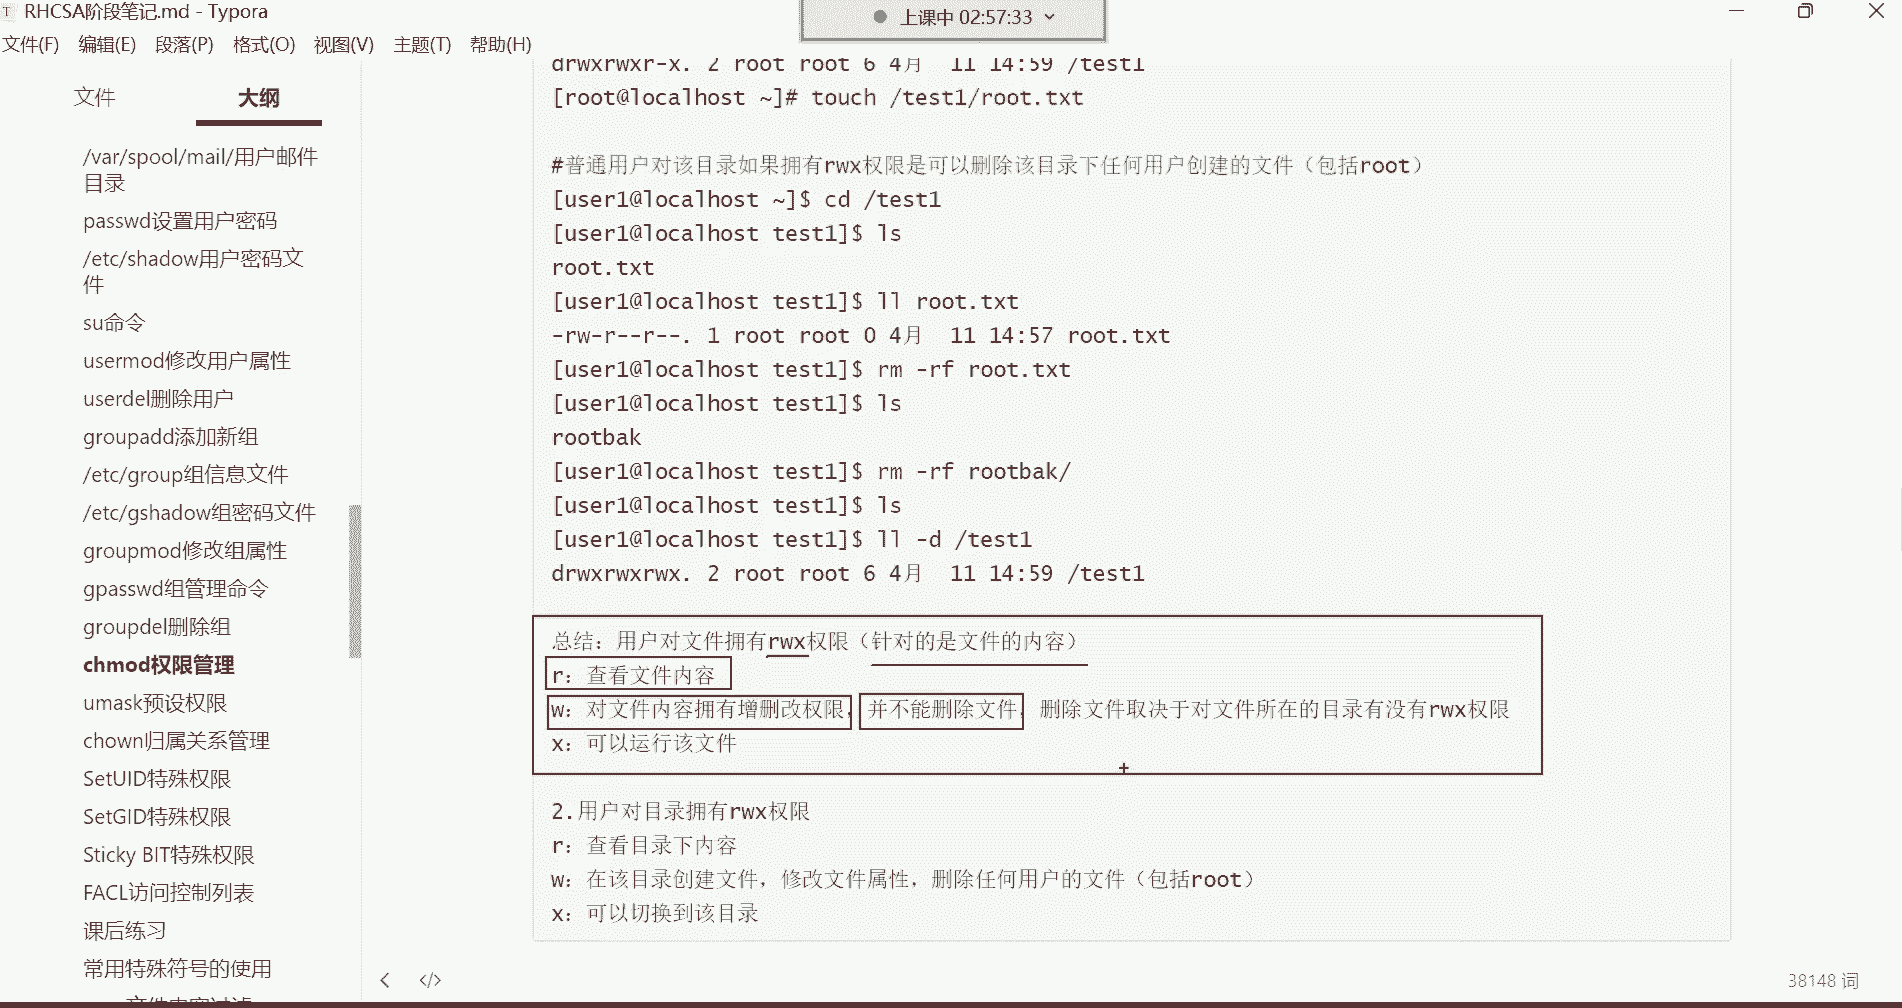 RHCSA阶段笔记.md - Typora
上课中 02:57:33
文件(F) 编辑(E) 段落(P) 格式(O) 视图(V) 主题(T) 帮助(H)
文件 大纲
/var/spool/mail/用户邮件
目录
passwd设置用户密码
/etc/shadow用户密码文
件
su命令
usermod修改用户属性
userdel删除用户
groupadd添加新组
/etc/group组信息文件
/etc/gshadow组密码文件
groupmod修改组属性
gpasswd组管理命令
groupdel删除组
chmod权限管理
umask预设权限
chown归属关系管理
SetUID特殊权限
SetGID特殊权限
Sticky BIT特殊权限
FACL访问控制列表
课后练习
常用特殊符号的使用
文件内容过滤
drwxrwxr-x. 2 root root 6 4月  11 14:59 /test1
[root@localhost ~]# touch /test1/root.txt
#普通用户对该目录如果拥有rwx权限是可以删除该目录下任何用户创建的文件（包括root）
[user1@localhost ~]$ cd /test1
[user1@localhost test1]$ ls
root.txt
[user1@localhost test1]$ ll root.txt
-rw-r--r--. 1 root root 0 4月  11 14:57 root.txt
[user1@localhost test1]$ rm -rf root.txt
[user1@localhost test1]$ ls
rootbak
[user1@localhost test1]$ rm -rf rootbak/
[user1@localhost test1]$ ls
[user1@localhost test1]$ ll -d /test1
drwxrwxrwx. 2 root root 6 4月  11 14:59 /test1
总结：用户对文件拥有rwx权限（针对的是文件的内容）
r：查看文件内容
w：对文件内容拥有增删改权限，并不能删除文件，删除文件取决于对文件所在的目录有没有rwx权限
x：可以运行该文件
2.用户对目录拥有rwx权限
r：查看目录下内容
w：在该目录创建文件，修改文件属性，删除任何用户的文件（包括root）
x：可以切换到该目录
38148 词